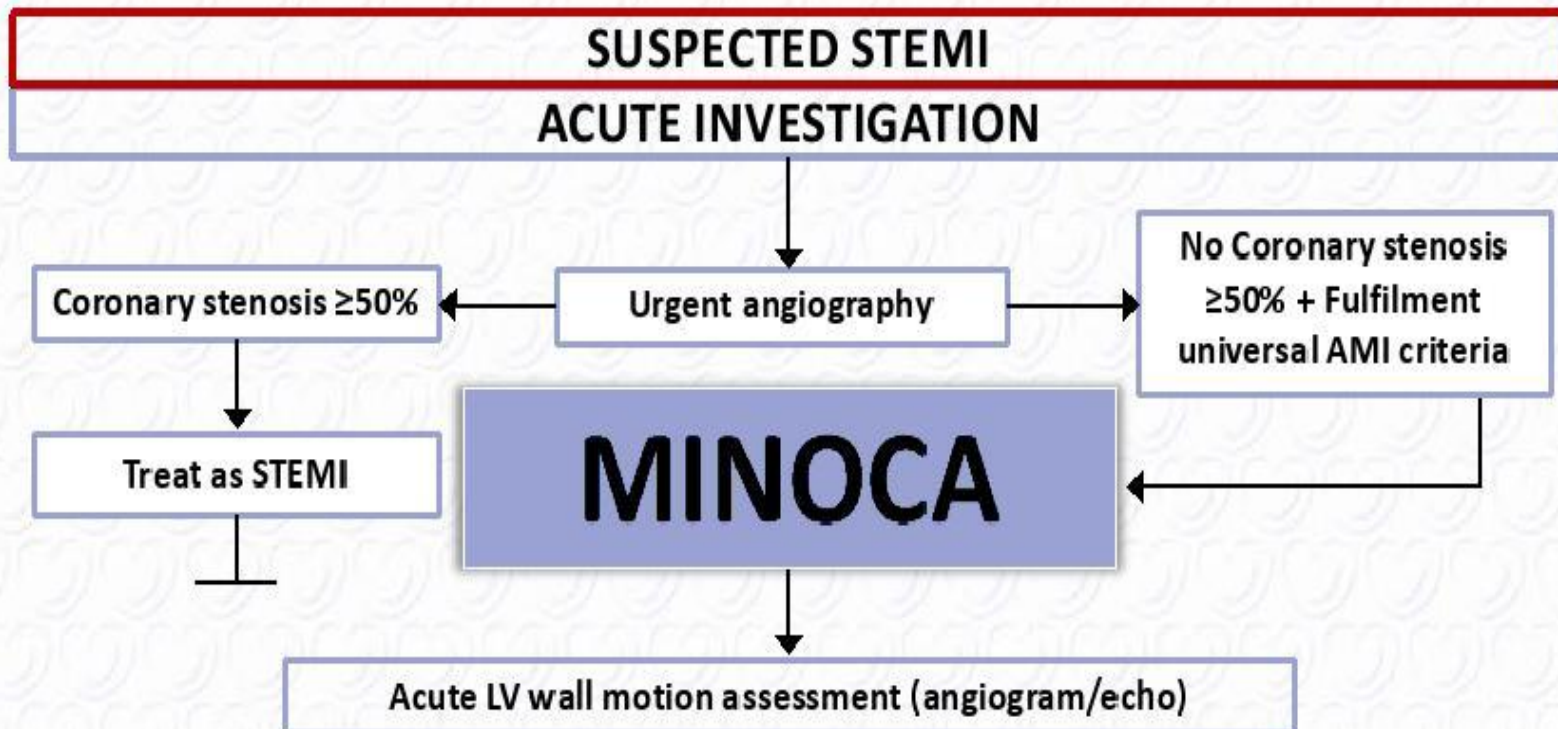 SUSPECTED STEMI
ACUTE INVESTIGATION
Coronary stenosis ≥50%
Urgent angiography
No Coronary stenosis
≥50% + Fulfilment
universal AMI criteria
Treat as STEMI
MINOCA
Acute LV wall motion assessment (angiogram/echo)